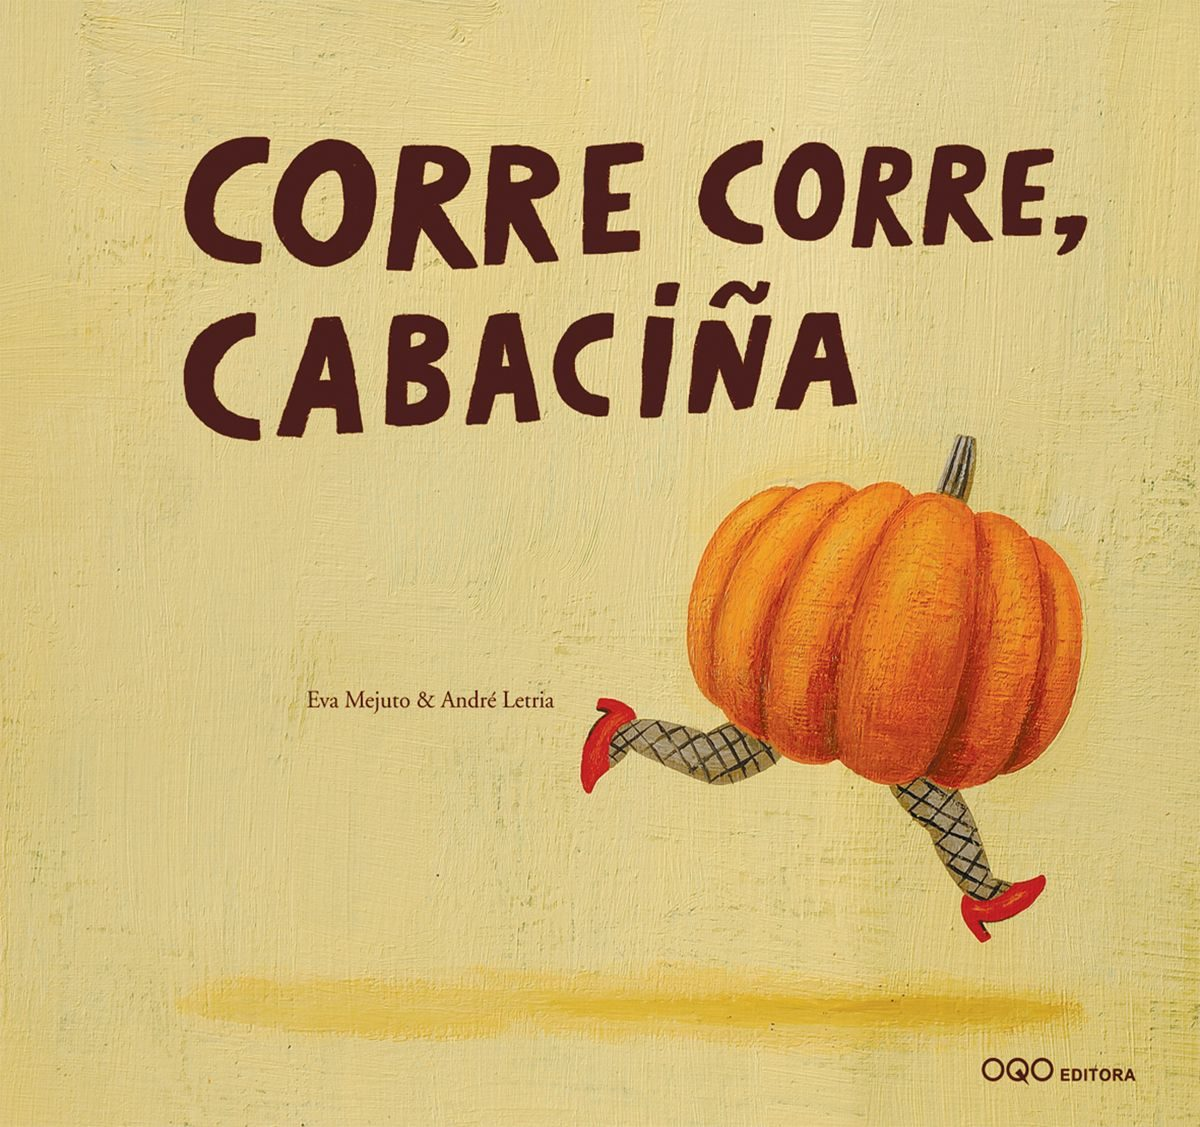 CORRE CORRE,
CABACIÑA
Eva Mejuto & André Letria
OQO EDITORA